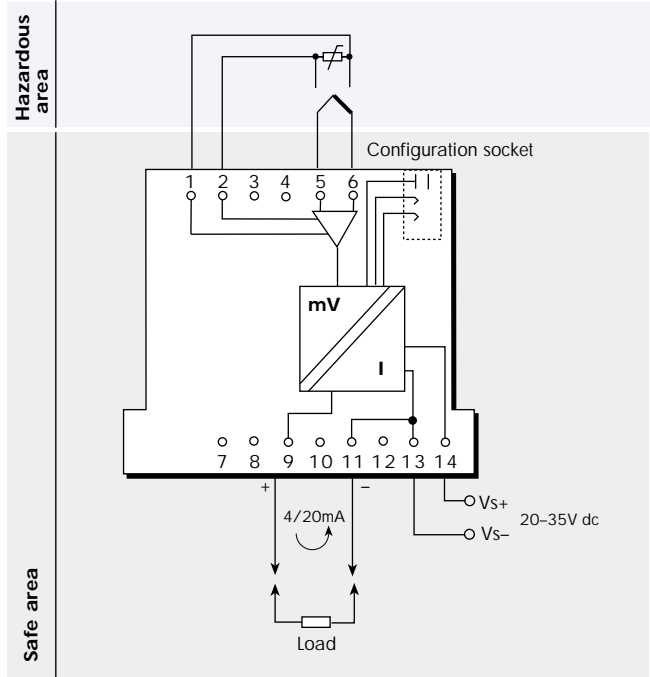 Hazardous
area
Configuration socket
1 2 3 4 5 6
mV
I
7 8 9 10 11 12 13 14
+ −
Vs+
4/20mA
20–35V dc
Vs−
Load
Safe area